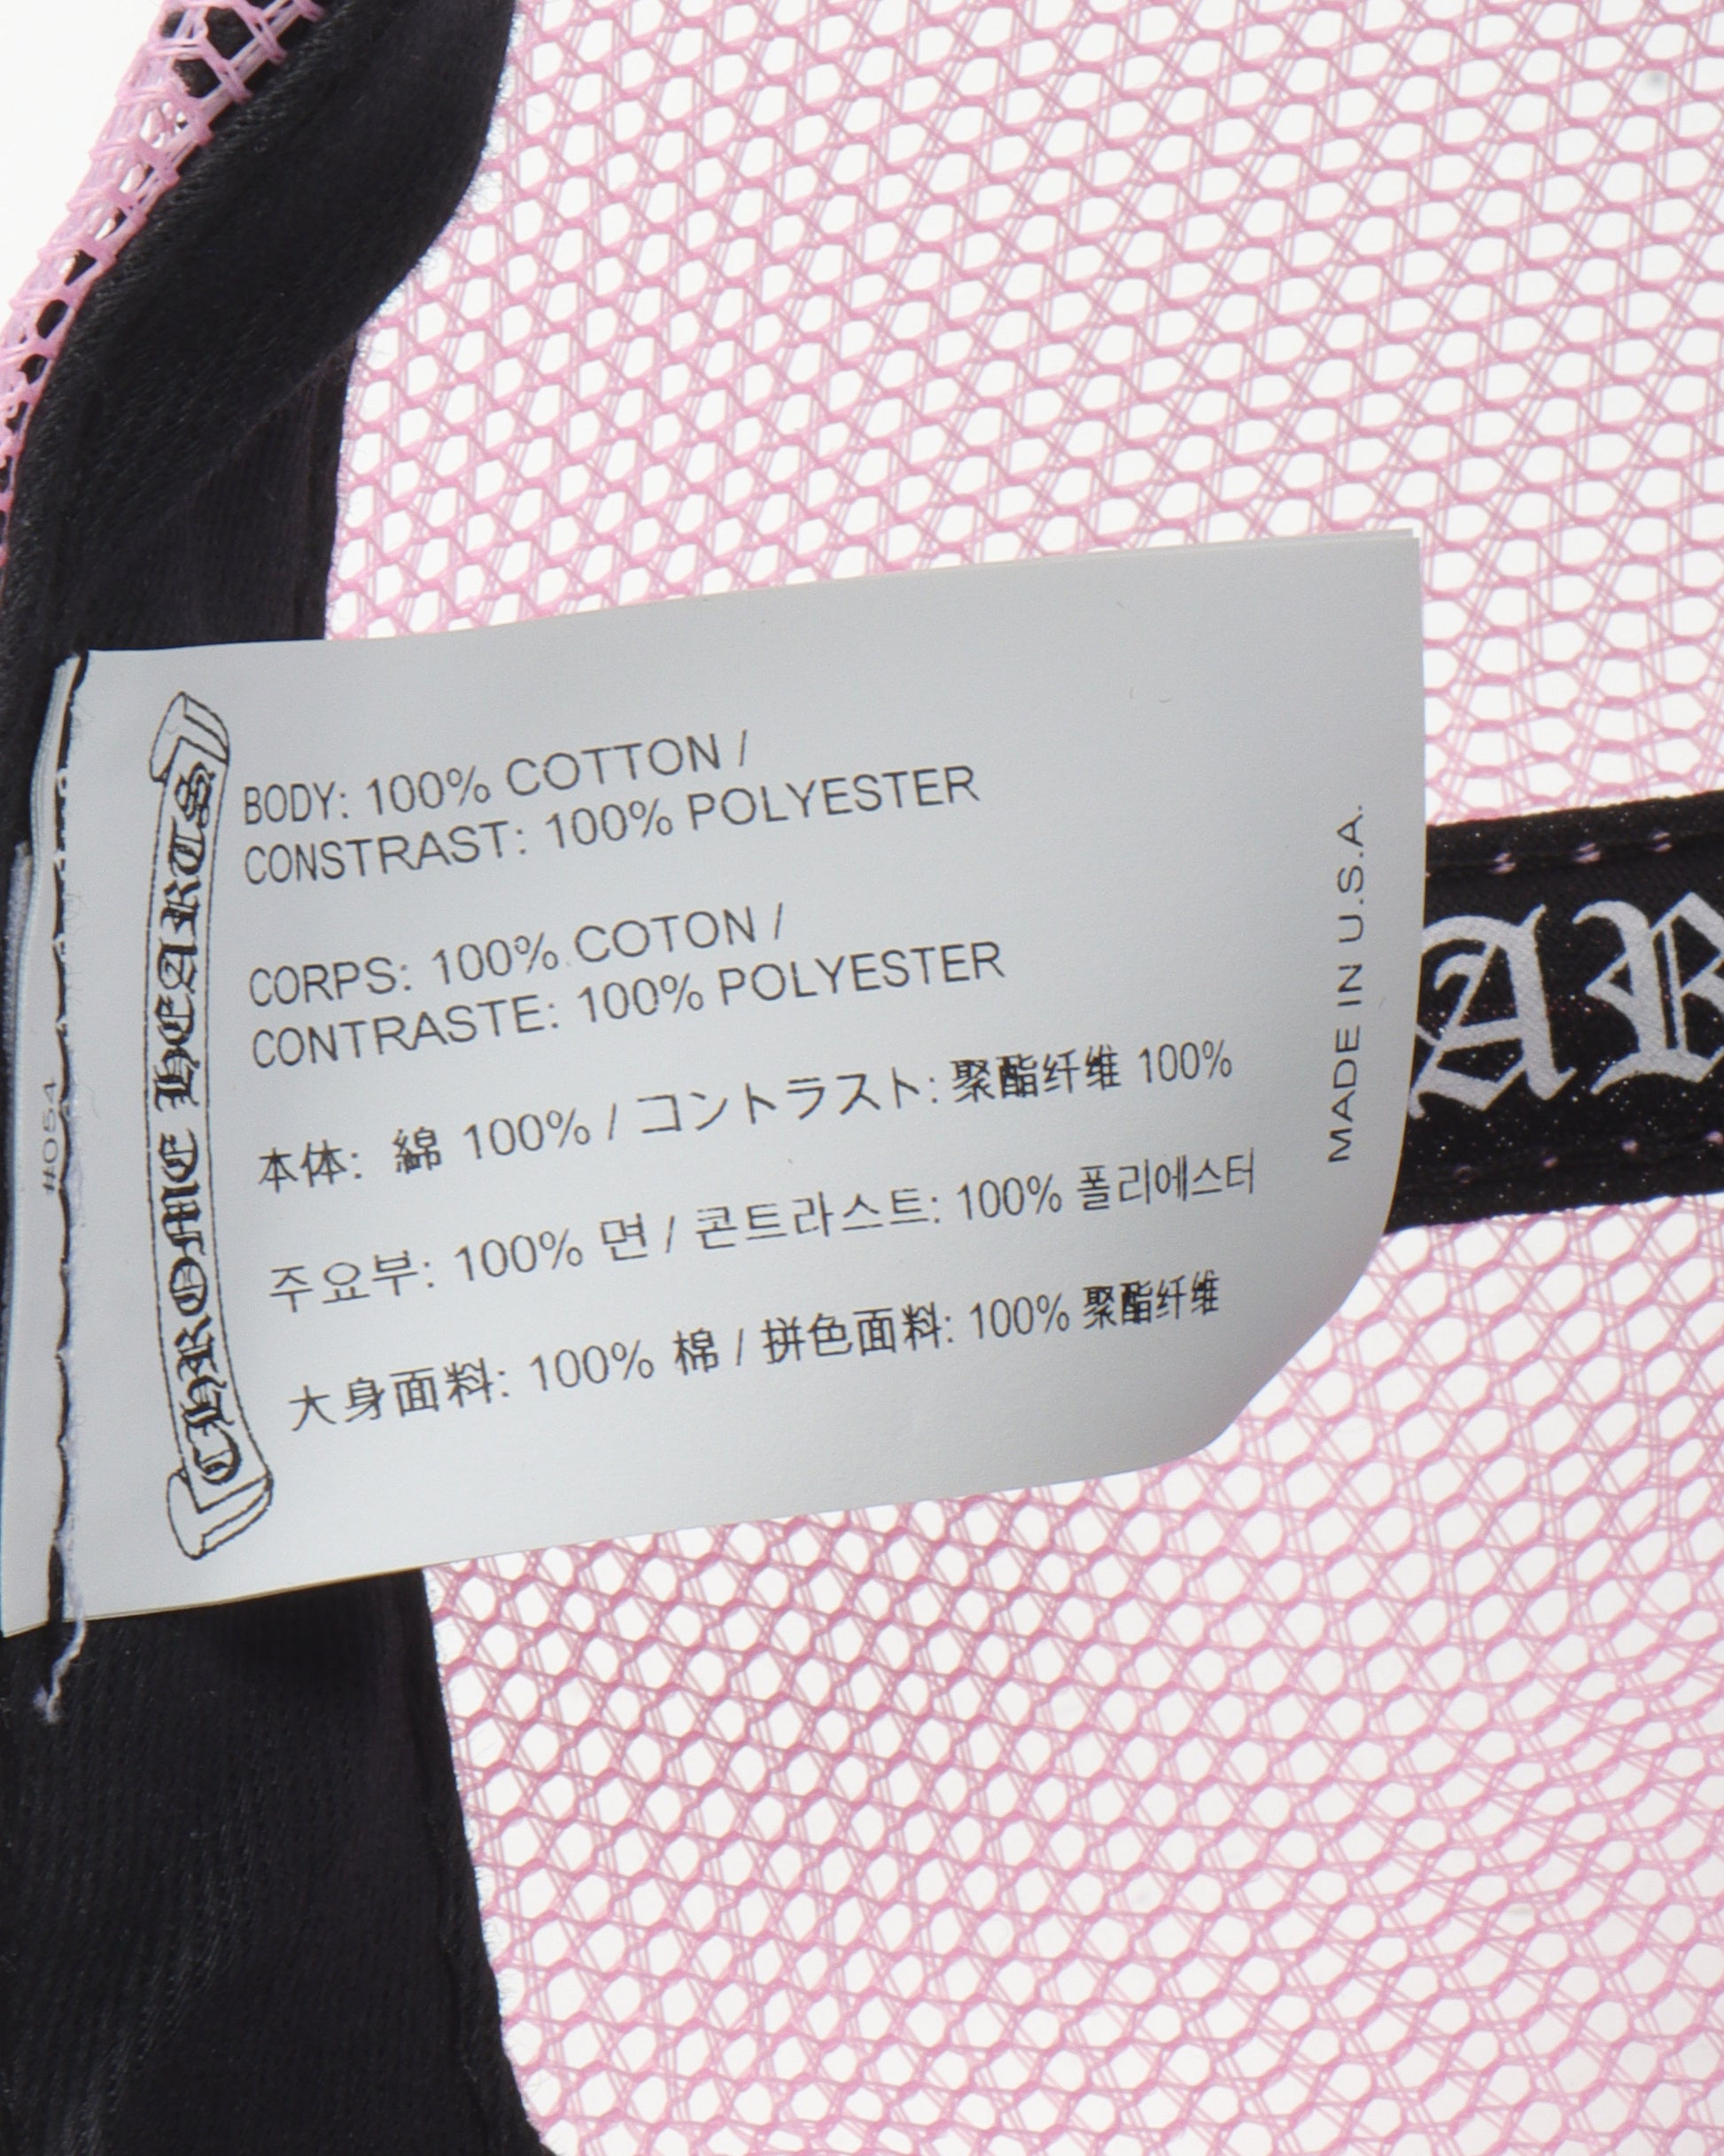 CHROME HEARTS
BODY: 100% COTTON /
CONSTRAST: 100% POLYESTER
CORPS: 100% COTON /
CONTRASTE: 100% POLYESTER
本体: 綿 100% / コントラスト: 聚酯纤维 100%
주요부: 100% 면 / 콘트라스트: 100% 폴리에스터
大身面料: 100% 棉 / 拼色面料: 100% 聚酯纤维
MADE IN U.S.A.
#054
AB